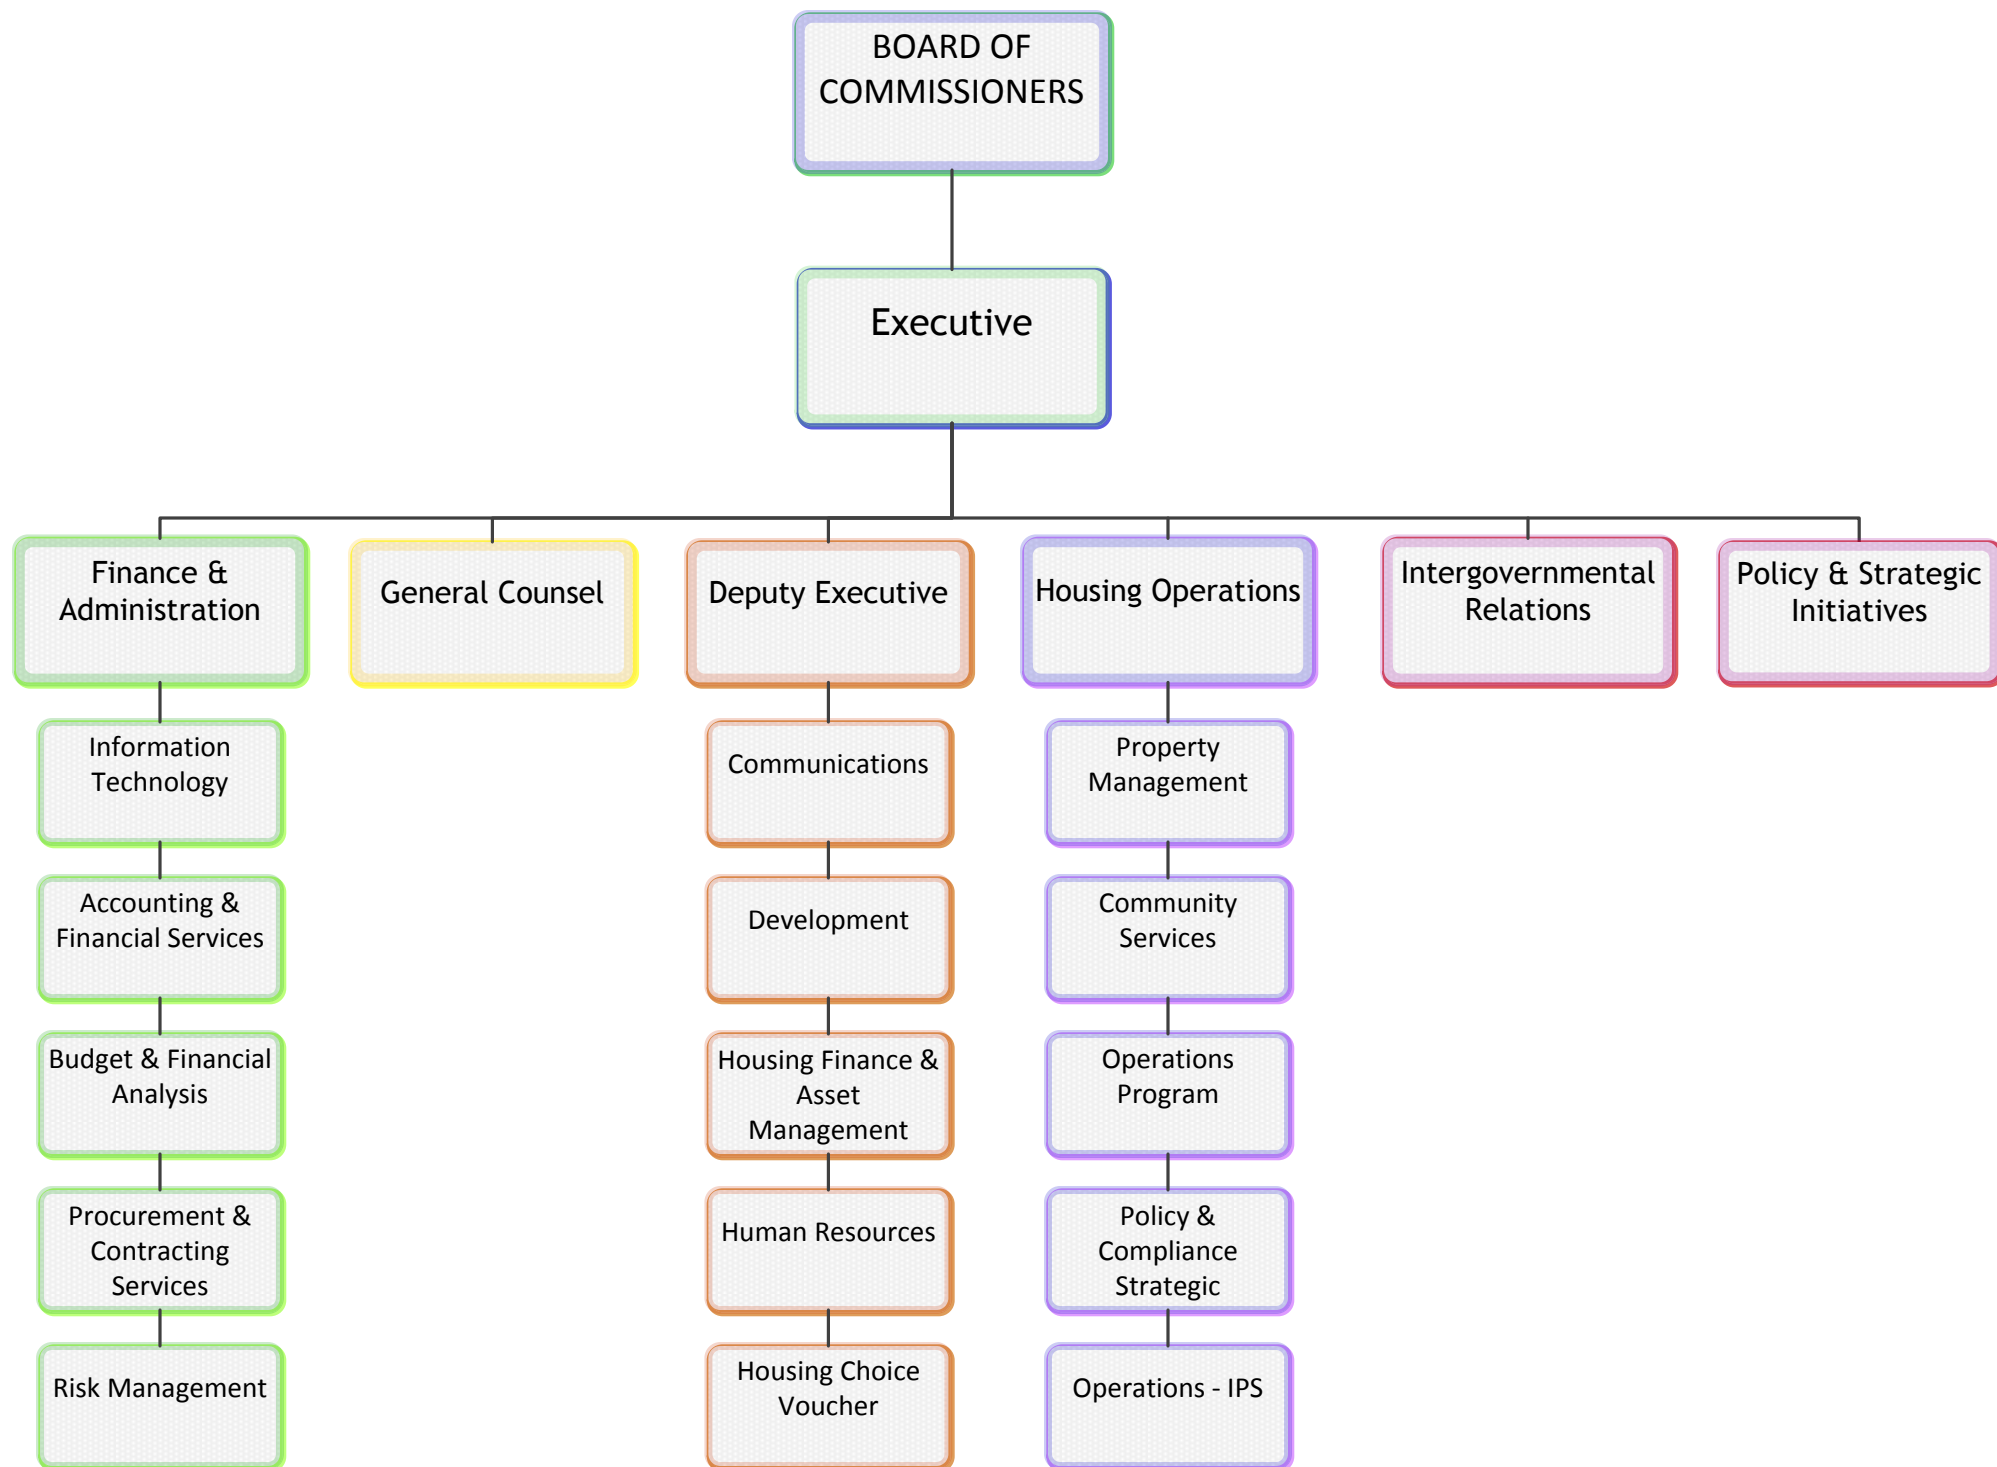 BOARD OF
COMMISSIONERS
Executive
Finance &
Administration
General Counsel
Deputy Executive
Housing Operations
Intergovernmental
Relations
Policy & Strategic
Initiatives
Information
Technology
Communications
Property
Management
Accounting &
Financial Services
Development
Community
Services
Budget & Financial
Analysis
Housing Finance &
Asset
Management
Operations
Program
Procurement &
Contracting
Services
Human Resources
Policy &
Compliance
Strategic
Risk Management
Housing Choice
Voucher
Operations - IPS